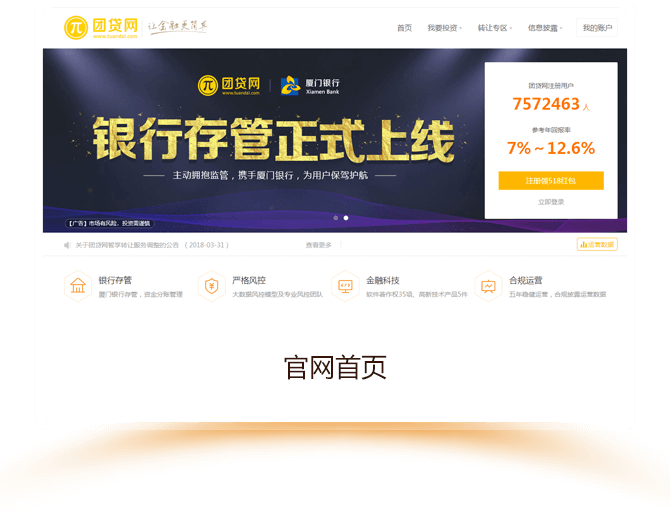 团贷网
www.tuandai.com
让金融更简单
首页 我要投资 转让专区 信息披露 我的账户
团贷网 www.tuandai.com 厦门银行 Xiamen Bank
银行存管正式上线
主动拥抱监管，携手厦门银行，为用户保驾护航
【广告】市场有风险，投资需谨慎
团贷网注册用户
7572463 人
参考年回报率
7%～12.6%
注册领518红包
立即登录
关于团贷网智享转让服务调整的公告 （2018-03-31） 查看更多 运营数据
银行存管
厦门银行存管，资金分账管理
严格风控
大数据风控模型及专业风控团队
金融科技
软件著作权35项、高新技术产品5件
合规运营
五年稳健运营，合规披露运营数据
官网首页